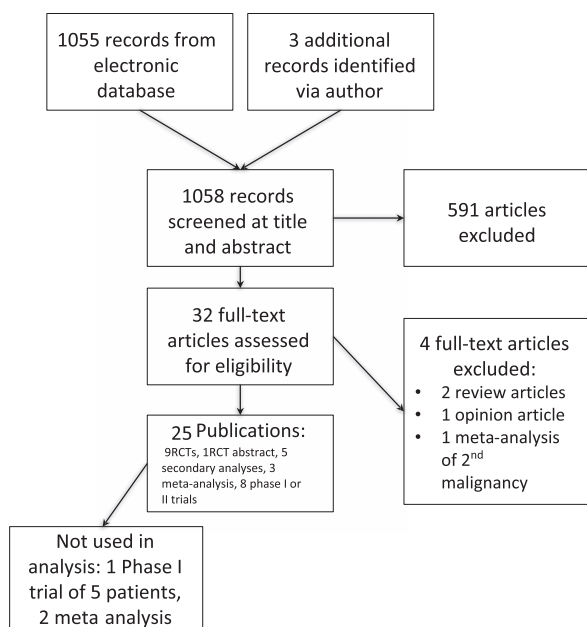 1055 records from
electronic
database
3 additional
records identified
via author
1058 records
screened at title
and abstract
591 articles
excluded
32 full-text
articles assessed
for eligibility
4 full-text articles
excluded:
• 2 review articles
• 1 opinion article
• 1 meta-analysis
of 2nd
malignancy
25 Publications:
9RCTs, 1RCT abstract, 5
secondary analyses, 3
meta-analysis, 8 phase I or
II trials
Not used in
analysis: 1 Phase I
trial of 5 patients,
2 meta analysis